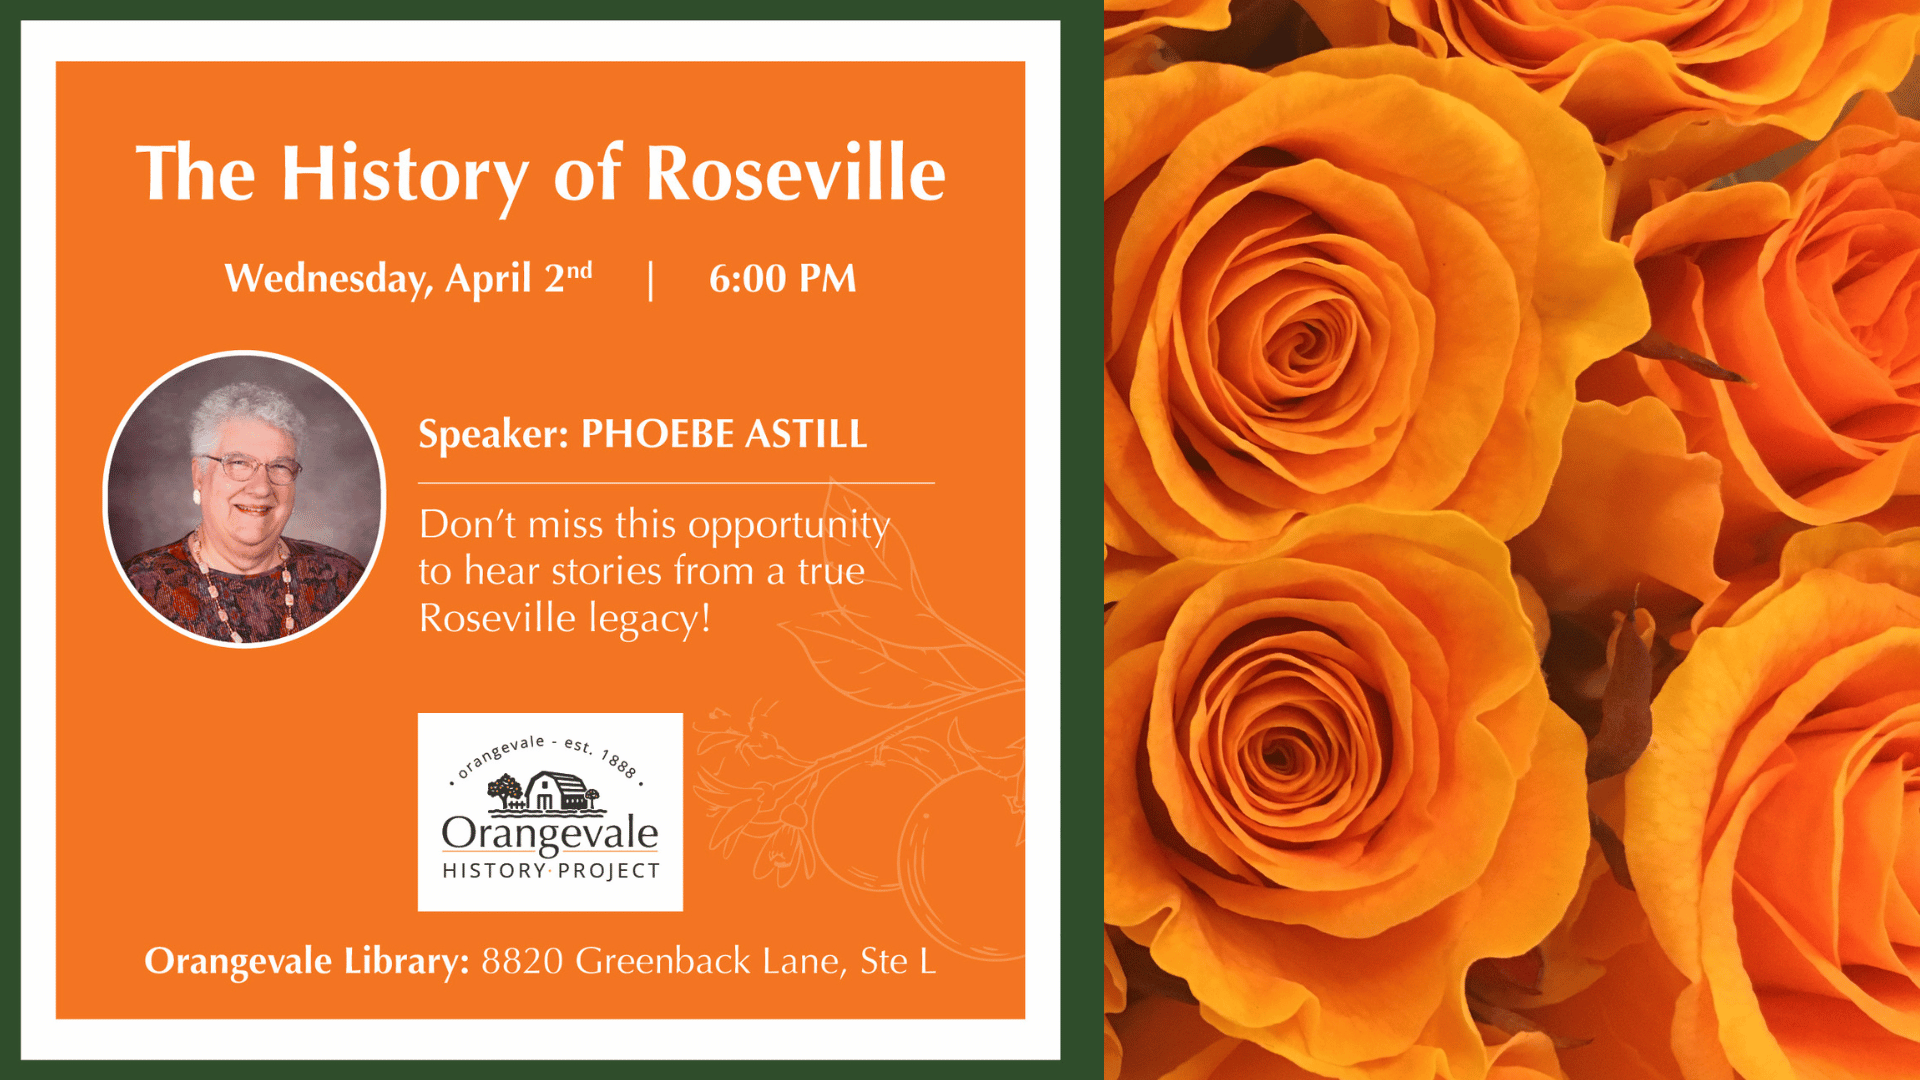 The History of Roseville
Wednesday, April 2nd | 6:00 PM
Speaker: PHOEBE ASTILL
Don't miss this opportunity
to hear stories from a true
Roseville legacy!
• orangevale - est. 1888 •
Orangevale
HISTORY·PROJECT
Orangevale Library: 8820 Greenback Lane, Ste L